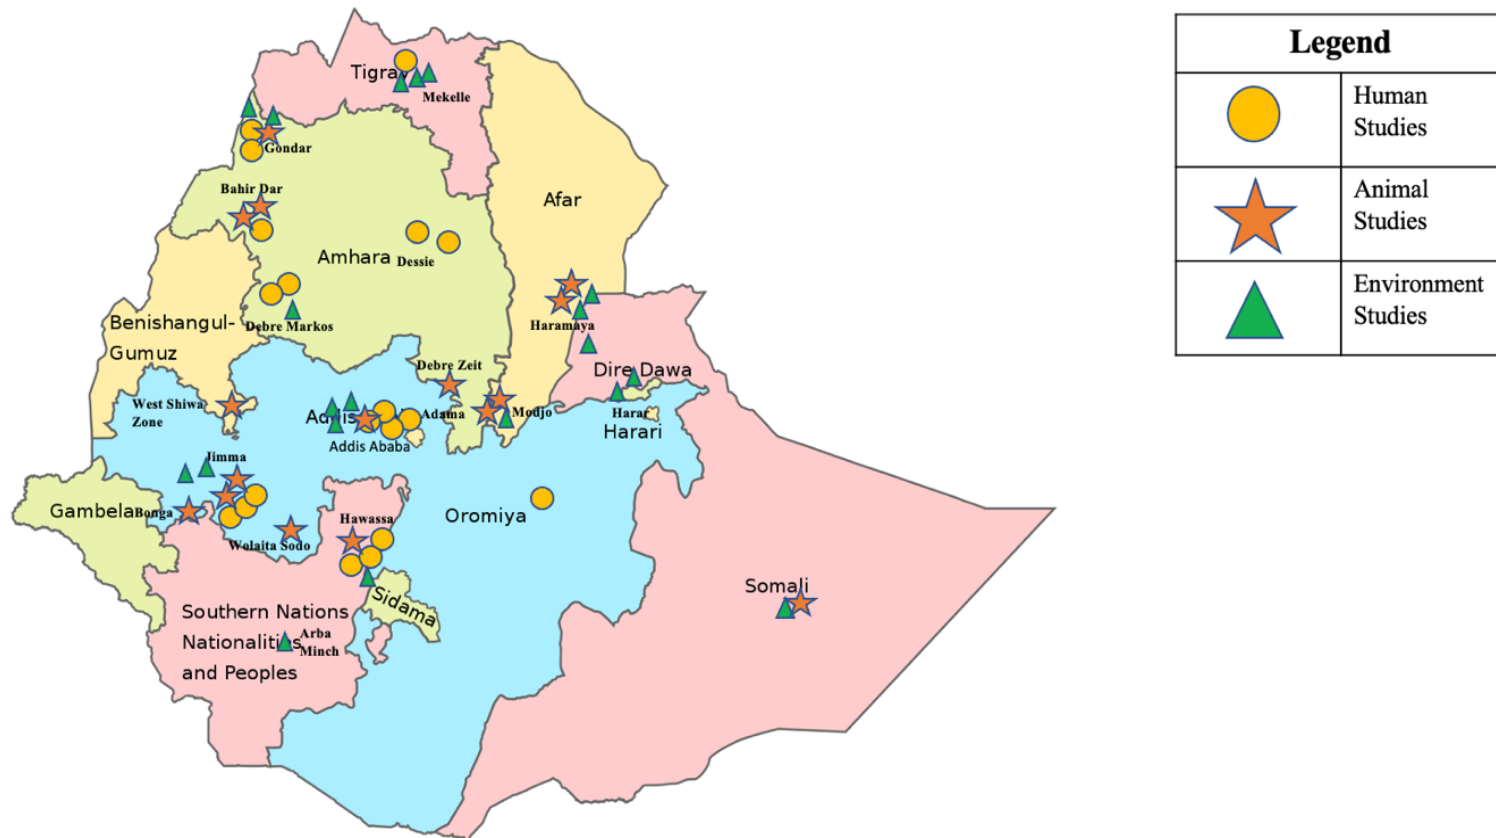 Legend
Human
Studies
Animal
Studies
Environment
Studies
Tigray
Mekelle
Gondar
Bahir Dar
Afar
Amhara
Dessie
Benishangul-
Gumuz
Debre Markos
Haramaya
Debre Zeit
Dire Dawa
West Shiwa
Zone
Adama
Modjo
Harar
Harari
Addis Ababa
Jimma
Gambela
Bonga
Oromiya
Hawassa
Wolaita Sodo
Somali
Sidama
Southern Nations
Nationalities
and Peoples
Arba
Minch